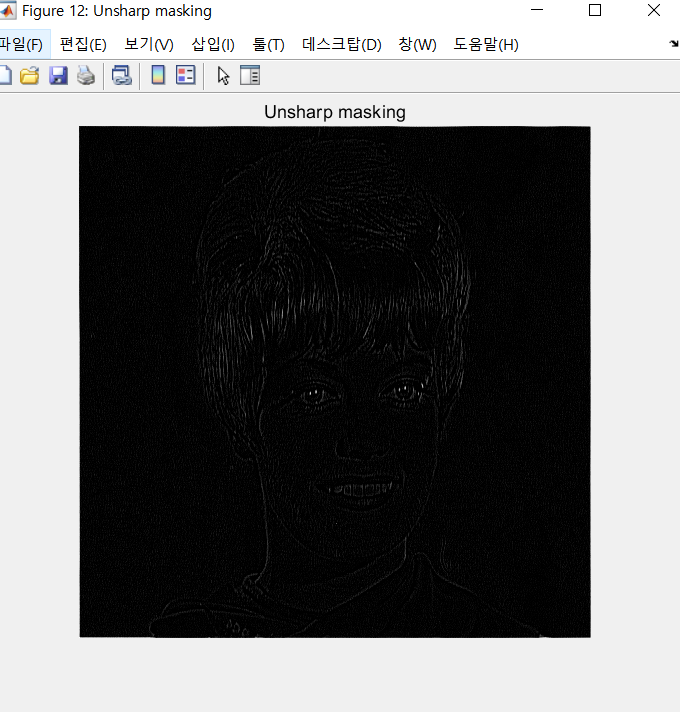 Figure 12: Unsharp masking
파일(F) 편집(E) 보기(V) 삽입(I) 툴(T) 데스크탑(D) 창(W) 도움말(H)
Unsharp masking